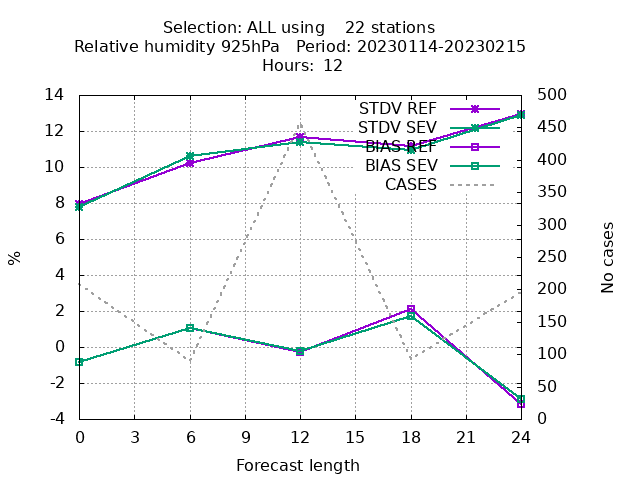 Selection: ALL using    22 stations
Relative humidity 925hPa   Period: 20230114-20230215
Hours:  12
STDV REF
STDV SEV
BIAS REF
BIAS SEV
CASES
14
12
10
8
6
4
2
0
-2
-4
%
500
450
400
350
300
250
200
150
100
50
0
No cases
0 3 6 9 12 15 18 21 24
Forecast length